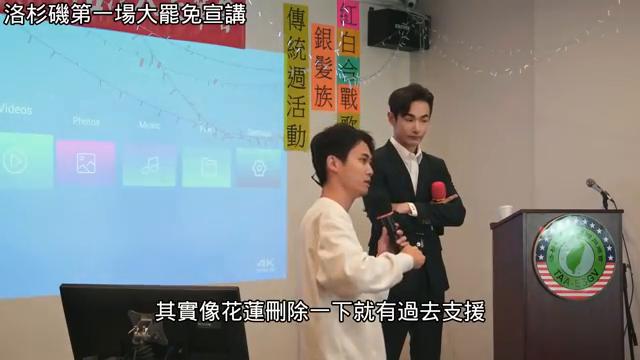 洛杉磯第一場大罷免宣講
傳統週活動
銀髮族
紅白合戰歌
Videos
Photos
Music
4K
TAA-ESGV
其實像花蓮刪除一下就有過去支援